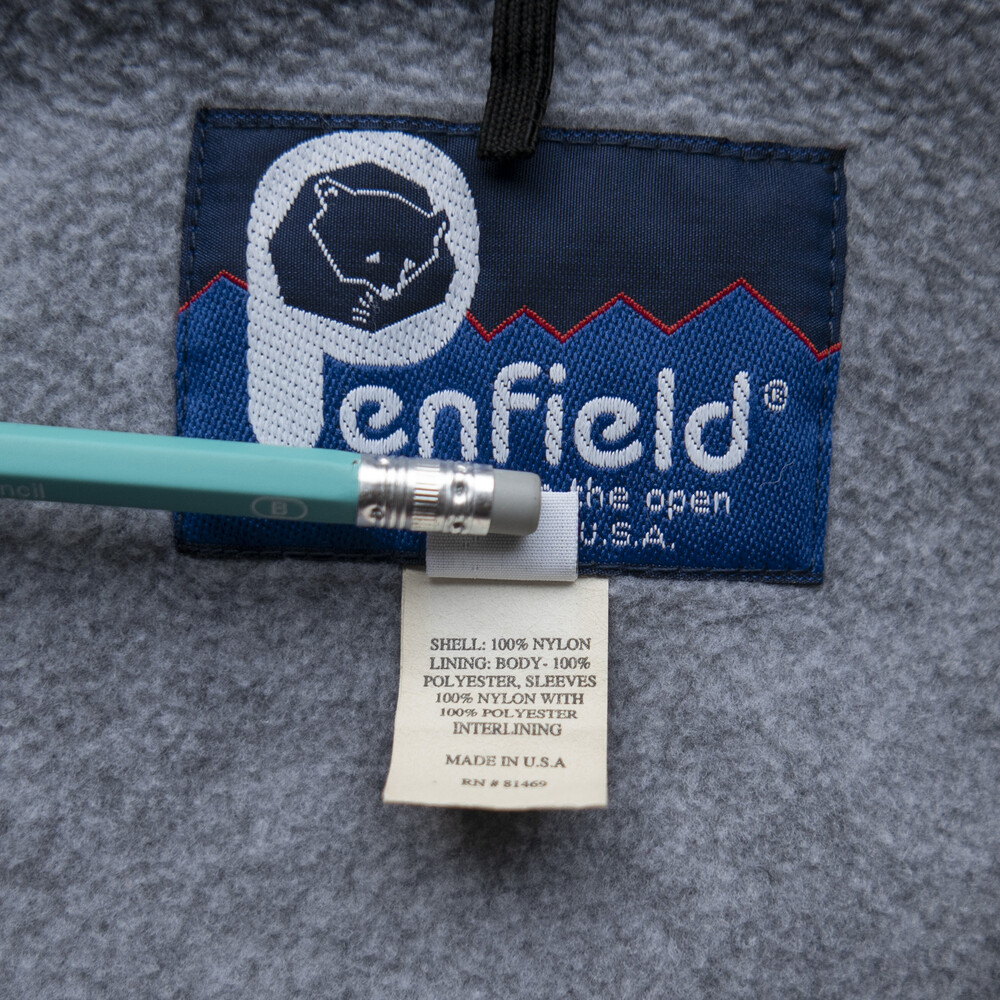 Penfield®
the open
U.S.A.
ncil
B
SHELL: 100% NYLON
LINING: BODY- 100%
POLYESTER, SLEEVES
100% NYLON WITH
100% POLYESTER
INTERLINING
MADE IN U.S.A
RN # 81469